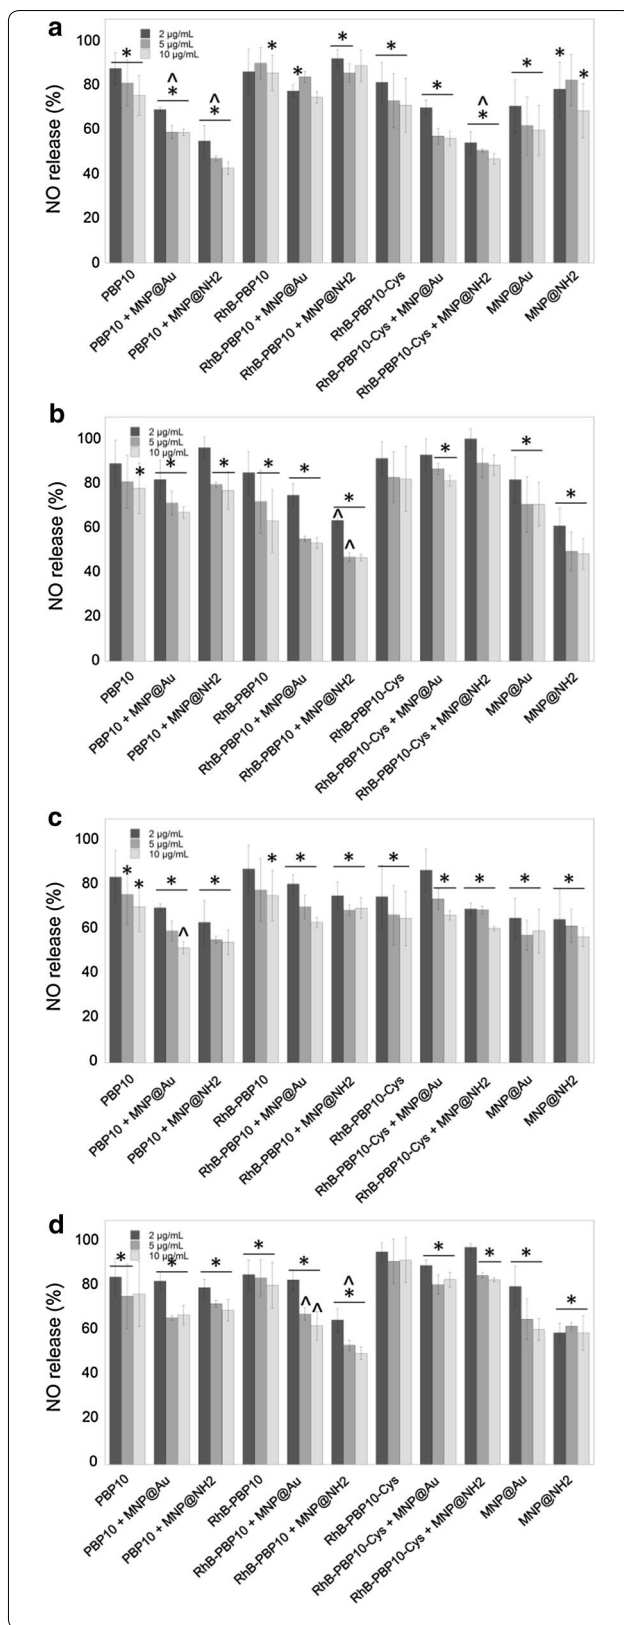 a
NO release (%)
100
80
60
40
20
0
2 µg/mL
5 µg/mL
10 µg/mL
* ^ * ^ * * * * * * ^ * * * *
PBP10
PBP10 + MNP@Au
PBP10 + MNP@NH2
RhB-PBP10
RhB-PBP10 + MNP@Au
RhB-PBP10 + MNP@NH2
RhB-PBP10-Cys
RhB-PBP10-Cys + MNP@Au
RhB-PBP10-Cys + MNP@NH2
MNP@Au
MNP@NH2
b
NO release (%)
100
80
60
40
20
0
2 µg/mL
5 µg/mL
10 µg/mL
* * * * * * ^ ^ * * *
PBP10
PBP10 + MNP@Au
PBP10 + MNP@NH2
RhB-PBP10
RhB-PBP10 + MNP@Au
RhB-PBP10 + MNP@NH2
RhB-PBP10-Cys
RhB-PBP10-Cys + MNP@Au
RhB-PBP10-Cys + MNP@NH2
MNP@Au
MNP@NH2
c
NO release (%)
100
80
60
40
20
0
2 µg/mL
5 µg/mL
10 µg/mL
* * * ^ * * * * * * * * *
PBP10
PBP10 + MNP@Au
PBP10 + MNP@NH2
RhB-PBP10
RhB-PBP10 + MNP@Au
RhB-PBP10 + MNP@NH2
RhB-PBP10-Cys
RhB-PBP10-Cys + MNP@Au
RhB-PBP10-Cys + MNP@NH2
MNP@Au
MNP@NH2
d
NO release (%)
100
80
60
40
20
0
2 µg/mL
5 µg/mL
10 µg/mL
* * * * * ^ ^ ^ * * * * *
PBP10
PBP10 + MNP@Au
PBP10 + MNP@NH2
RhB-PBP10
RhB-PBP10 + MNP@Au
RhB-PBP10 + MNP@NH2
RhB-PBP10-Cys
RhB-PBP10-Cys + MNP@Au
RhB-PBP10-Cys + MNP@NH2
MNP@Au
MNP@NH2